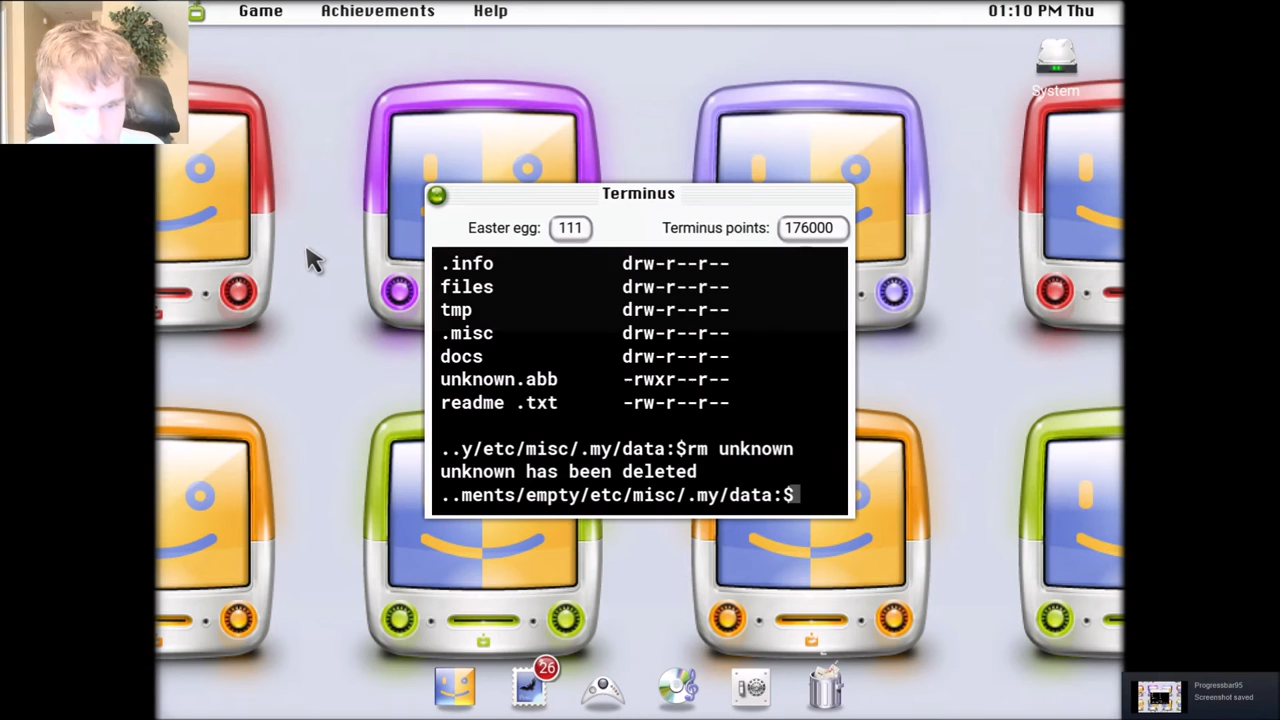 Game Achievements Help 01:10 PM Thu
System
Terminus
Easter egg: 111 Terminus points: 176000
.info drw-r--r--
files drw-r--r--
tmp drw-r--r--
.misc drw-r--r--
docs drw-r--r--
unknown.abb -rwxr--r--
readme .txt -rw-r--r--
..y/etc/misc/.my/data:$rm unknown
unknown has been deleted
..ments/empty/etc/misc/.my/data:$
26
Progressbar95
Screenshot saved